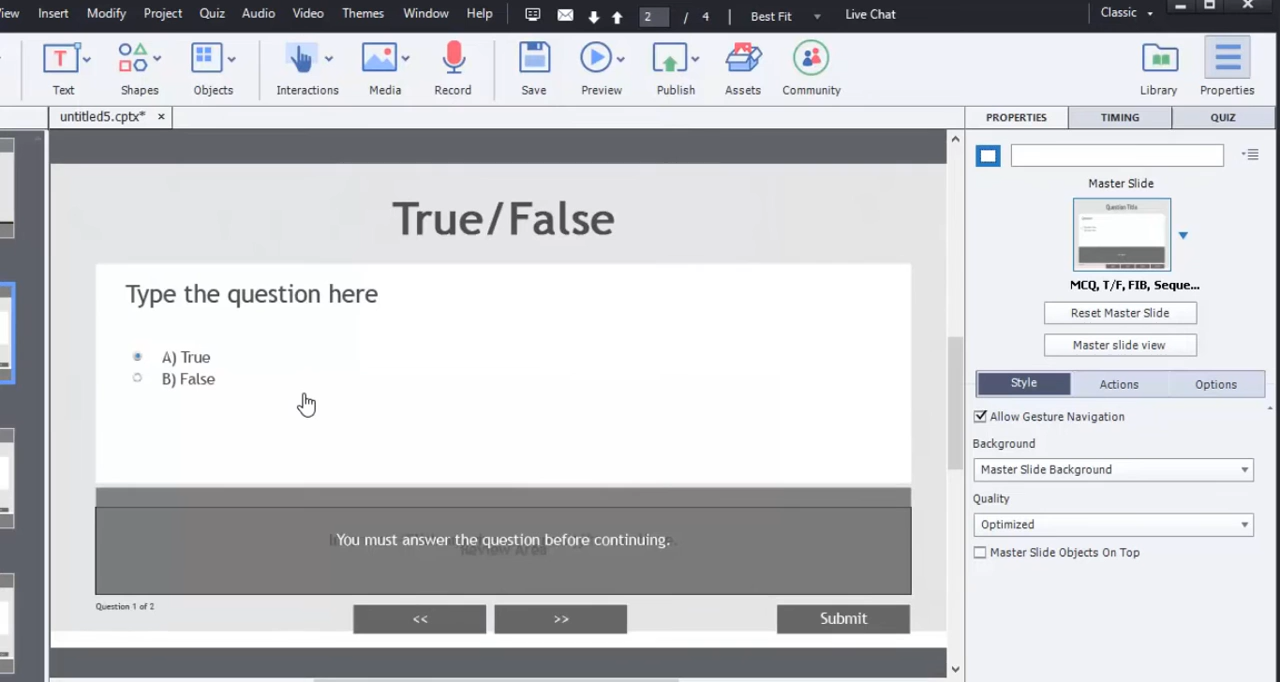 iew Insert Modify Project Quiz Audio Video Themes Window Help 2 / 4 Best Fit Live Chat Classic
Text Shapes Objects Interactions Media Record Save Preview Publish Assets Community Library Properties
untitled5.cptx* ×
PROPERTIES TIMING QUIZ
True/False
Type the question here
A) True
B) False
You must answer the question before continuing.
Review Area
Question 1 of 2
<< >> Submit
Master Slide
Question Title
MCQ, T/F, FIB, Seque...
Reset Master Slide
Master slide view
Style Actions Options
Allow Gesture Navigation
Background
Master Slide Background
Quality
Optimized
Master Slide Objects On Top